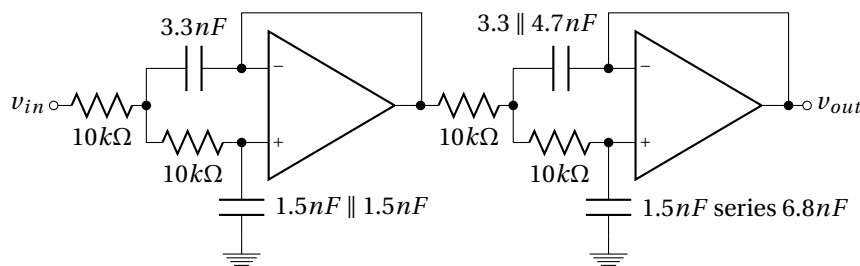 3.3nF
3.3 ∥ 4.7nF
−
−
v_in
v_out
10kΩ
10kΩ
+
+
10kΩ
10kΩ
1.5nF ∥ 1.5nF
1.5nF series 6.8nF